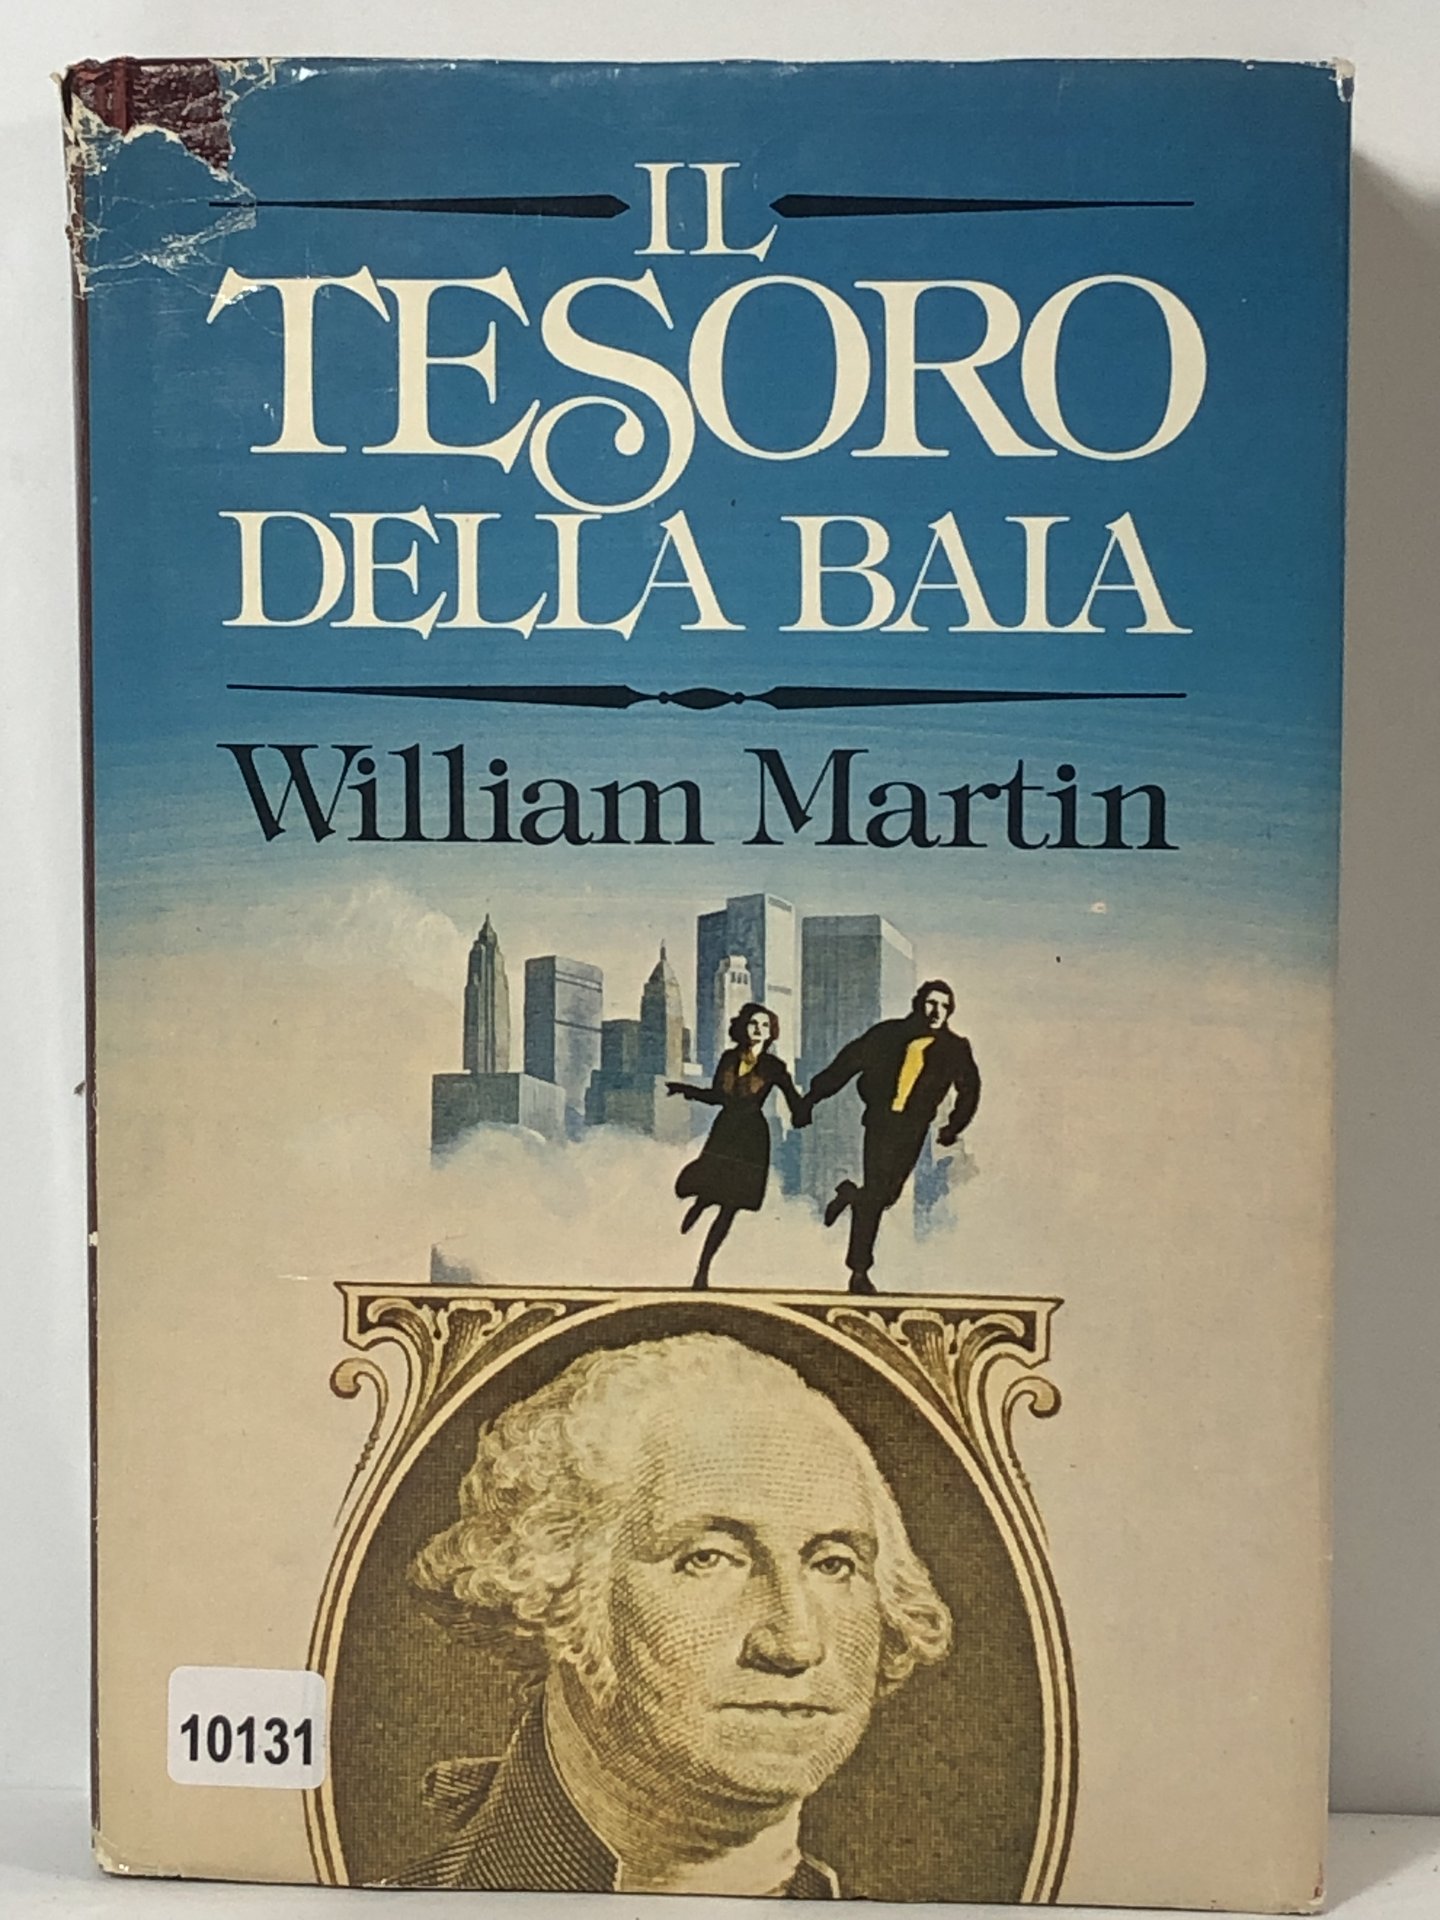 IL
TESORO
DELLA BAIA
William Martin
10131